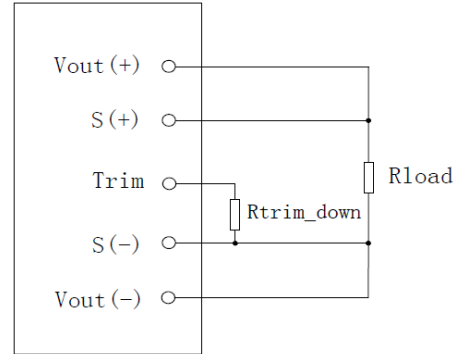 Vout(+)
S(+)
Trim
Rload
Rtrim_down
S(-)
Vout(-)